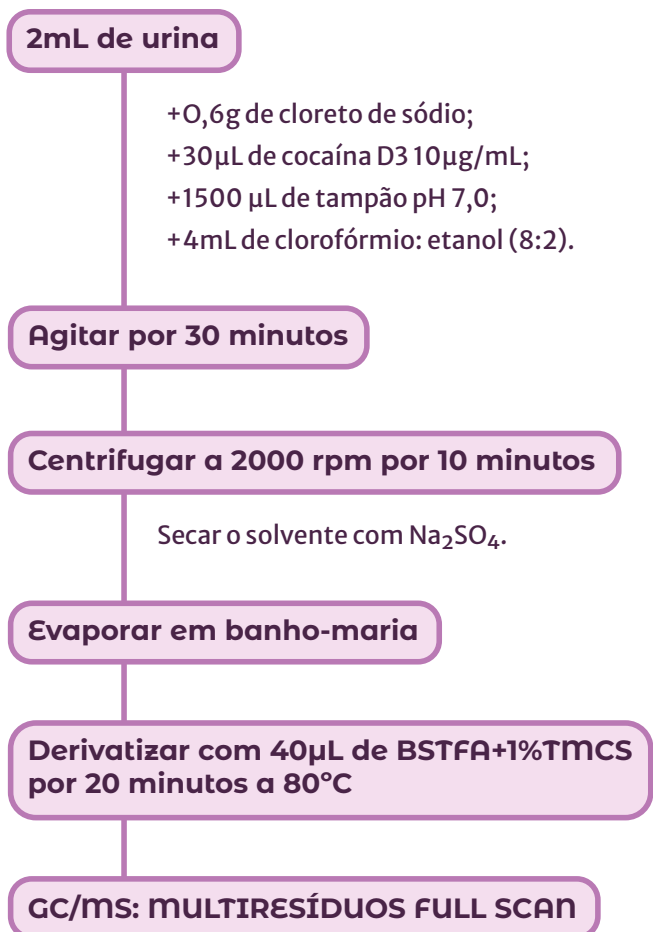 2mL de urina
+0,6g de cloreto de sódio;
+30µL de cocaína D3 10µg/mL;
+1500 µL de tampão pH 7,0;
+4mL de clorofórmio: etanol (8:2).
Agitar por 30 minutos
Centrifugar a 2000 rpm por 10 minutos
Secar o solvente com Na₂SO₄.
Evaporar em banho-maria
Derivatizar com 40µL de BSTFA+1%TMCS
por 20 minutos a 80ºC
GC/MS: MULTIRESÍDUOS FULL SCAN